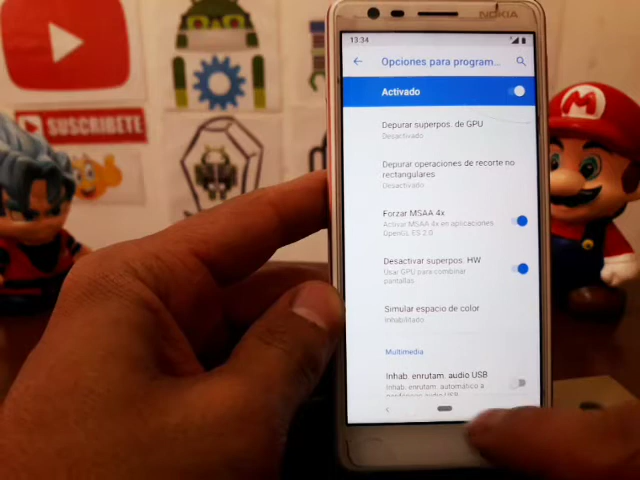 NOKIA
13:34
Opciones para program...
Activado
SUSCRIBETE
Depurar superpos. de GPU
Desactivado
Depurar operaciones de recorte no
rectangulares
Desactivado
Forzar MSAA 4x
Activar MSAA 4x en aplicaciones
OpenGL ES 2.0
Desactivar superpos. HW
Usar GPU para combinar
pantallas
Simular espacio de color
Inhabilitado
Multimedia
Inhab. enrutam. audio USB
Inhab. enrutam. automático a